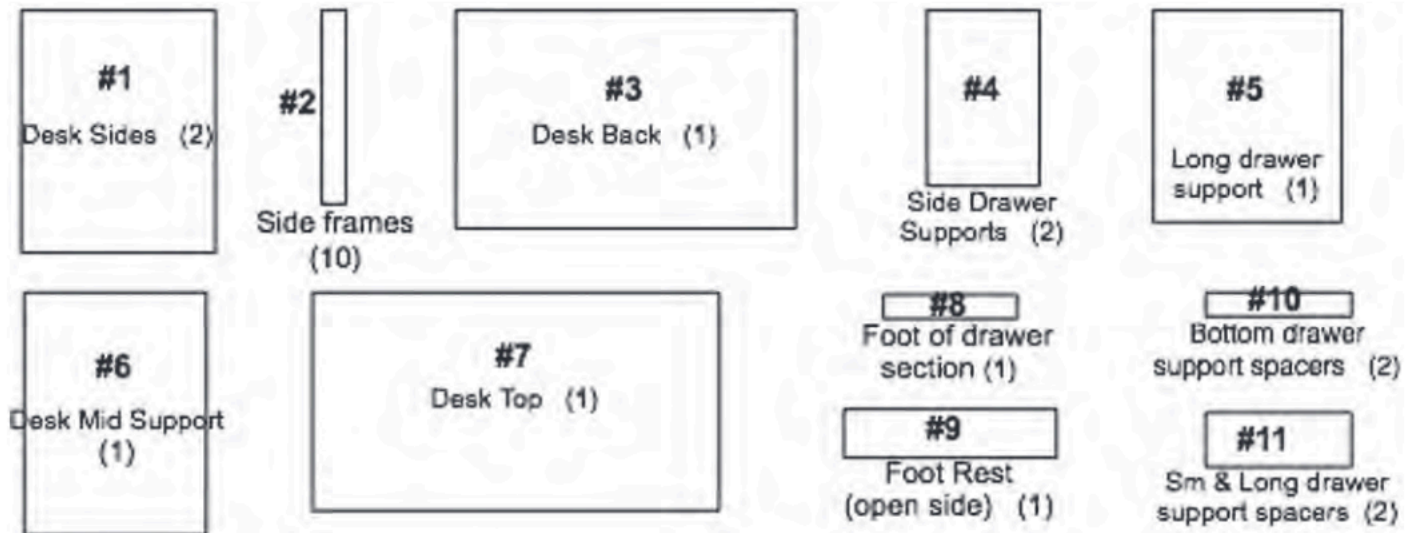 #1
Desk Sides (2)
#2
Side frames
(10)
#3
Desk Back (1)
#4
Side Drawer
Supports (2)
#5
Long drawer
support (1)
#6
Desk Mid Support
(1)
#7
Desk Top (1)
#8
Foot of drawer
section (1)
#9
Foot Rest
(open side) (1)
#10
Bottom drawer
support spacers (2)
#11
Sm & Long drawer
support spacers (2)